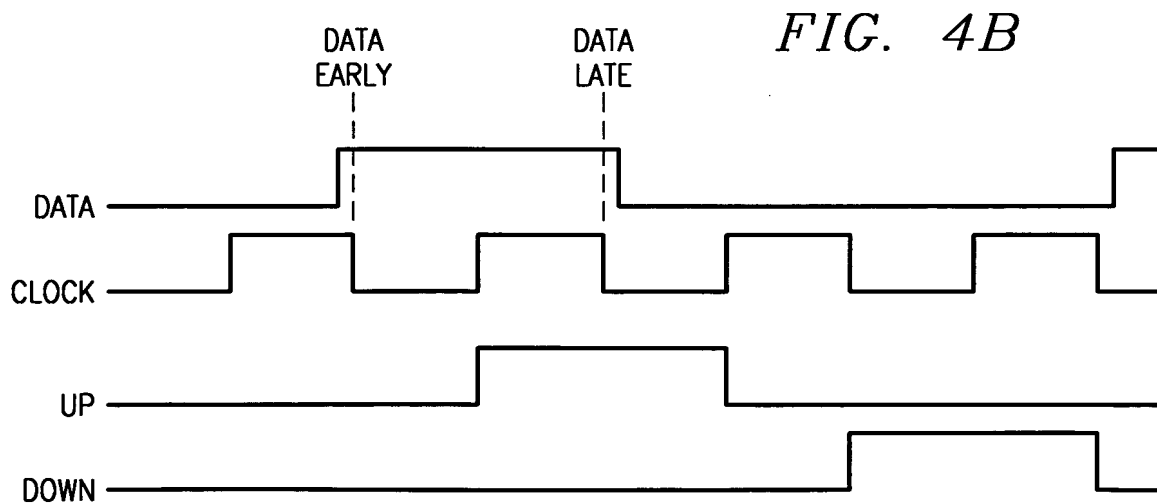 FIG. 4B
DATA
EARLY
DATA
LATE
DATA
CLOCK
UP
DOWN